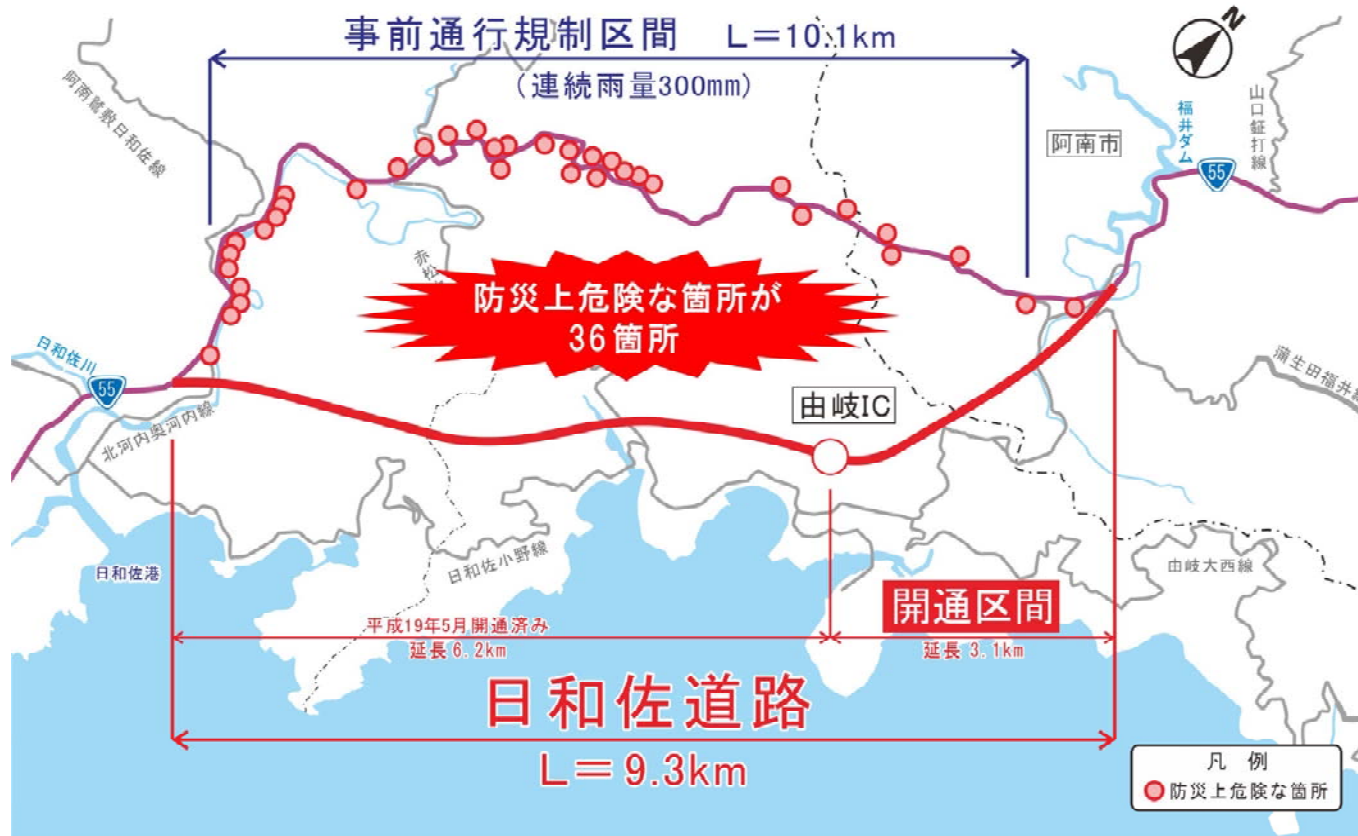 事前通行規制区間 L=10.1km
(連続雨量300mm)
N
阿南鷲敷日和佐線
阿南市
福井ダム
山口鉦打線
55
赤松
防災上危険な箇所が
36箇所
日和佐川
55
北河内奥河内線
由岐IC
蒲生田福井線
日和佐港
日和佐小野線
由岐大西線
開通区間
平成19年5月開通済み
延長 6.2km
延長 3.1km
日和佐道路
L=9.3km
凡 例
防災上危険な箇所